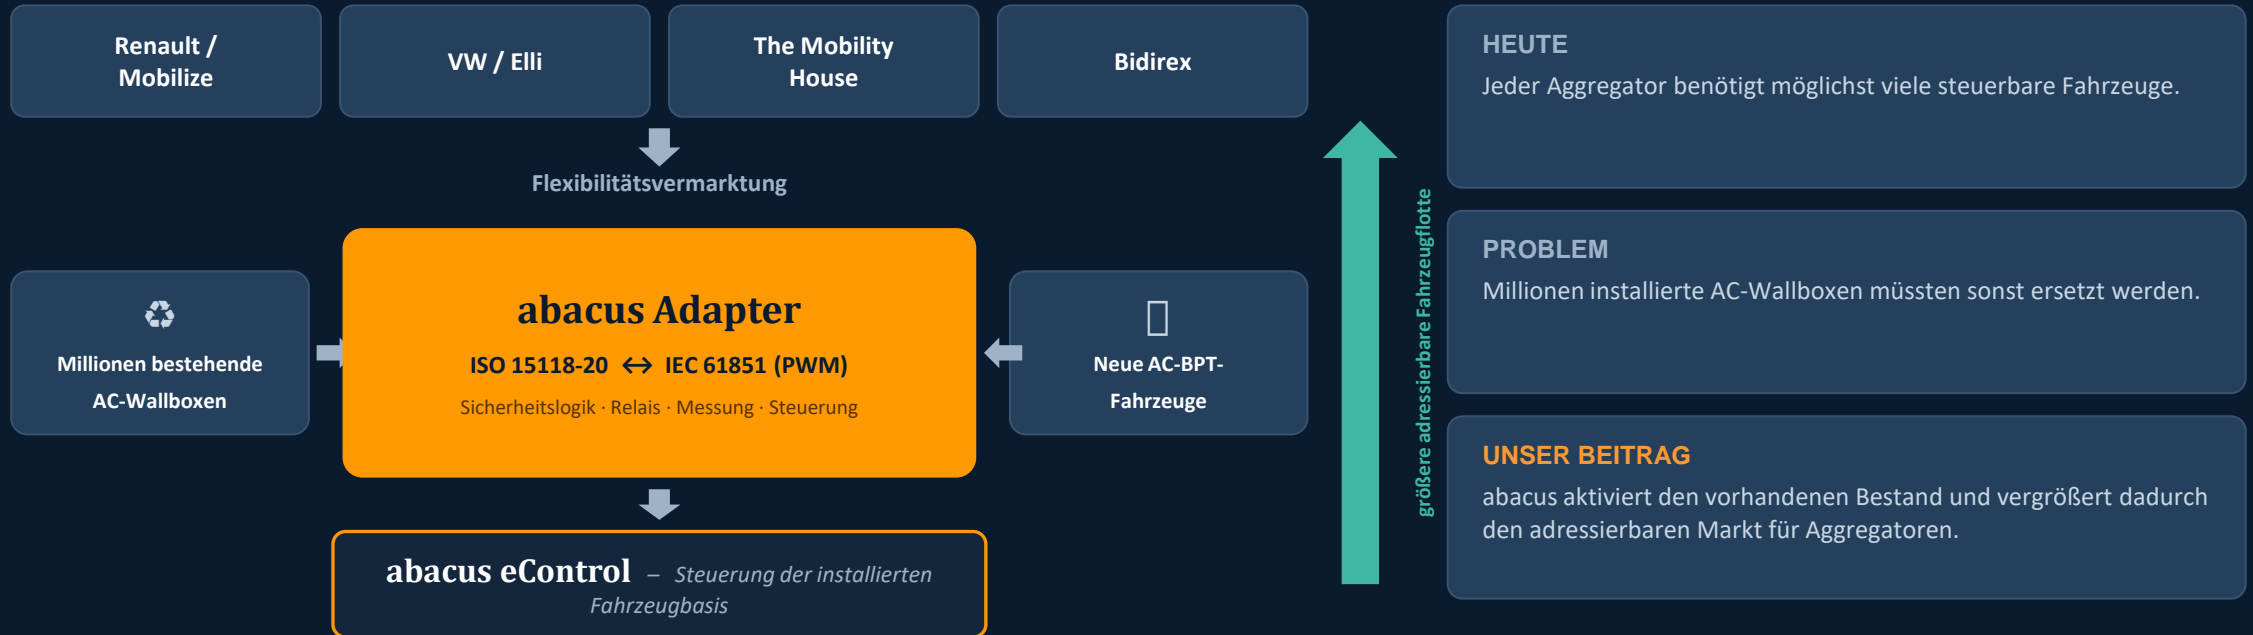 Renault /
Mobilize
VW / Elli
The Mobility
House
Bidirex
Flexibilitätsvermarktung
Millionen bestehende
AC-Wallboxen
abacus Adapter
ISO 15118-20 ↔ IEC 61851 (PWM)
Sicherheitslogik · Relais · Messung · Steuerung
Neue AC-BPT-
Fahrzeuge
abacus eControl – Steuerung der installierten
Fahrzeugbasis
größere adressierbare Fahrzeugflotte
HEUTE
Jeder Aggregator benötigt möglichst viele steuerbare Fahrzeuge.
PROBLEM
Millionen installierte AC-Wallboxen müssten sonst ersetzt werden.
UNSER BEITRAG
abacus aktiviert den vorhandenen Bestand und vergrößert dadurch
den adressierbaren Markt für Aggregatoren.